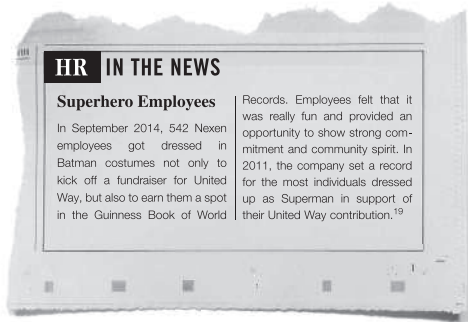 HR IN THE NEWS
Superhero Employees
In September 2014, 542 Nexen
employees got dressed in
Batman costumes not only to
kick off a fundraiser for United
Way, but also to earn them a spot
in the Guinness Book of World
Records. Employees felt that it
was really fun and provided an
opportunity to show strong com-
mitment and community spirit. In
2011, the company set a record
for the most individuals dressed
up as Superman in support of
their United Way contribution.19